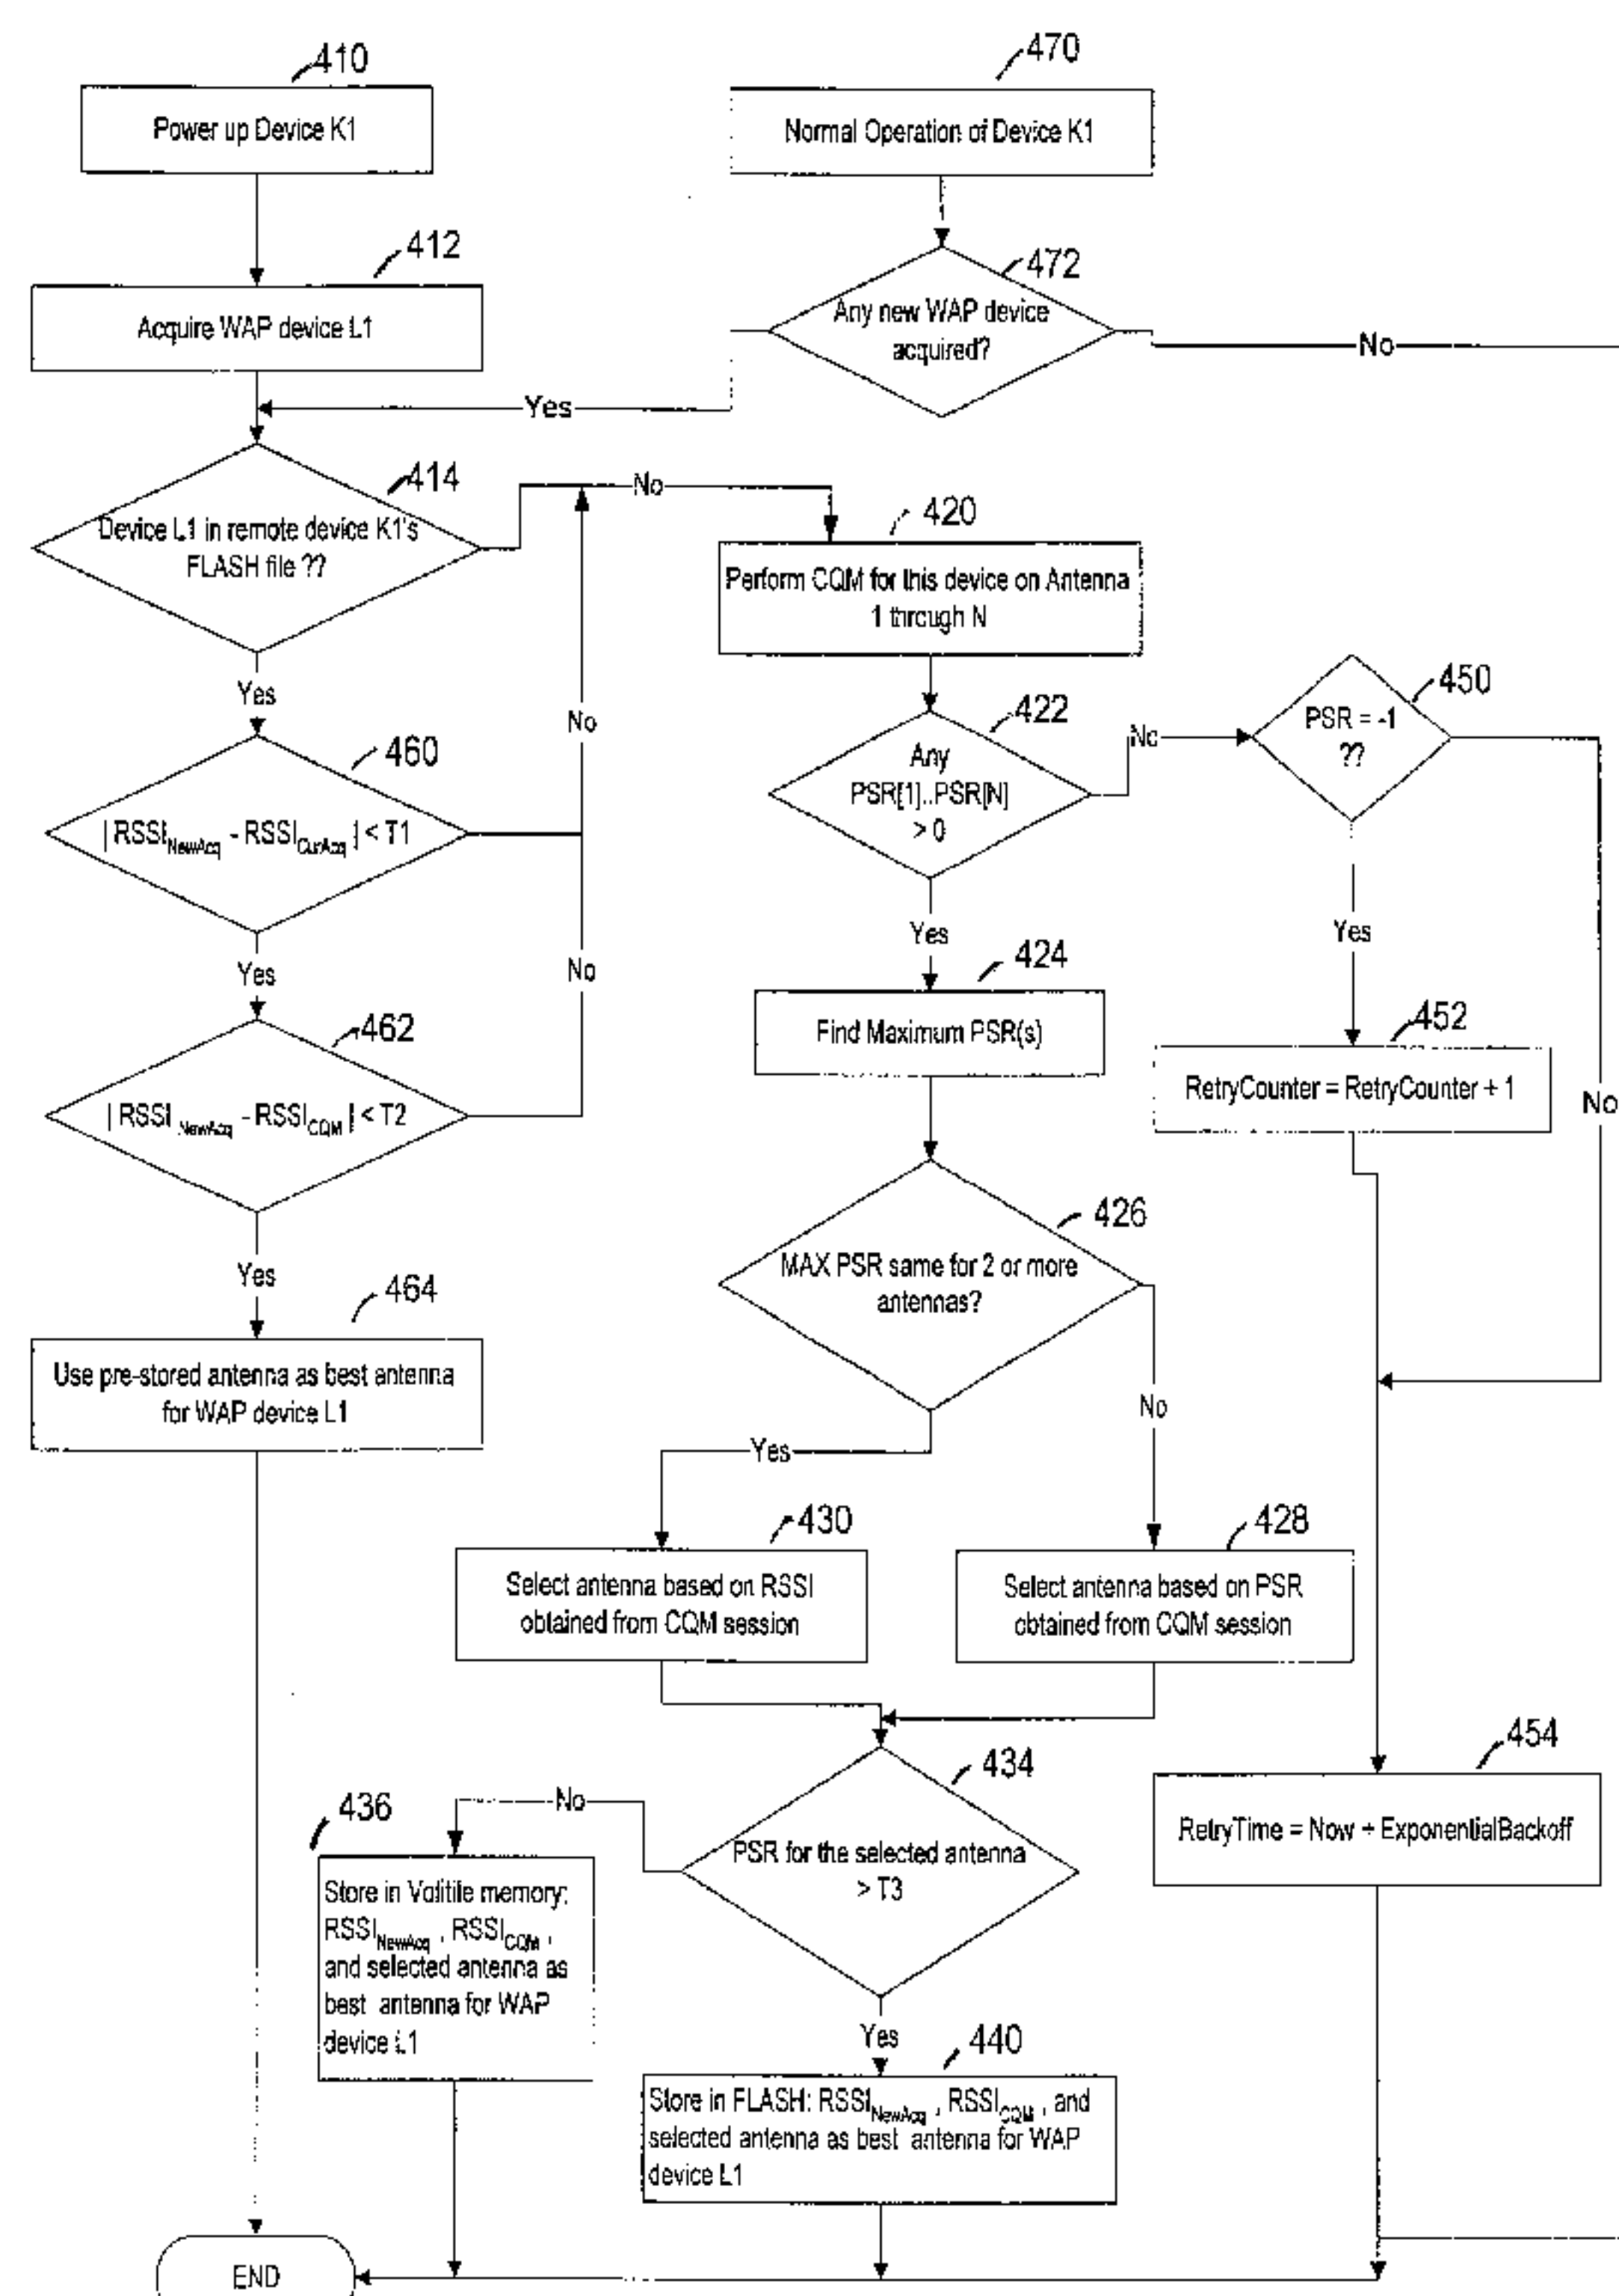 410
Power up Device K1
470
Normal Operation of Device K1
412
Acquire WAP device L1
472
Any new WAP device
acquired?
No
Yes
414
Device L1 in remote device K1's
FLASH file ??
No
420
Perform CQM for this device on Antenna
1 through N
Yes
No
460
| RSSI NewAcq - RSSI CurAcq | < T1
422
Any
PSR[1]..PSR[N]
> 0
No
450
PSR = -1
??
Yes
No
Yes
Yes
424
Find Maximum PSR(s)
462
| RSSI NewAcq - RSSI CQM | < T2
452
RetryCounter = RetryCounter + 1
No
426
MAX PSR same for 2 or more
antennas?
Yes
464
Use pre-stored antenna as best antenna
for WAP device L1
Yes
No
430
Select antenna based on RSSI
obtained from CQM session
428
Select antenna based on PSR
obtained from CQM session
434
PSR for the selected antenna
> T3
No
436
Store in Volitile memory:
RSSI NewAcq , RSSI CQM ,
and selected antenna as
best antenna for WAP
device L1
454
RetryTime = Now + ExponentialBackoff
Yes
440
Store in FLASH: RSSI NewAcq , RSSI CQM , and
selected antenna as best antenna for WAP
device L1
END